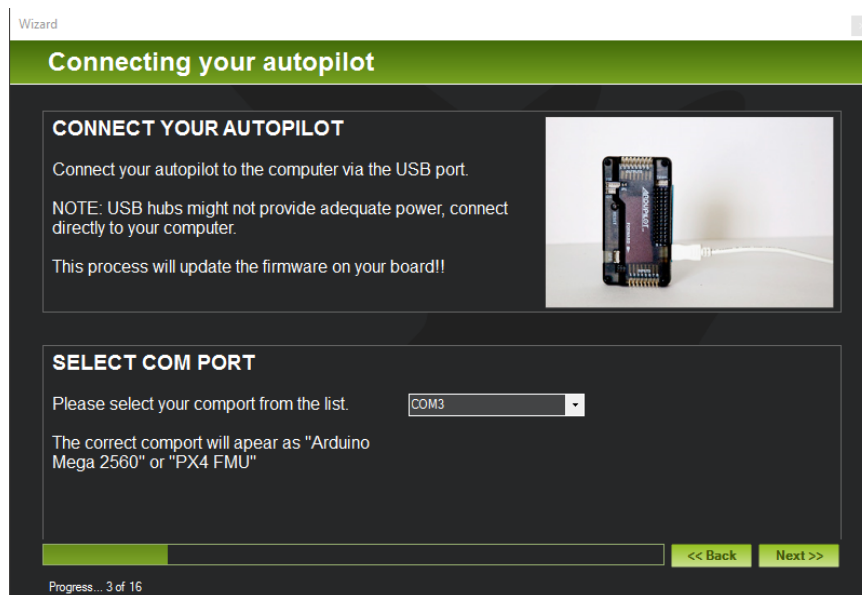 Wizard
Connecting your autopilot
CONNECT YOUR AUTOPILOT
Connect your autopilot to the computer via the USB port.
NOTE: USB hubs might not provide adequate power, connect
directly to your computer.
This process will update the firmware on your board!!
ARDUPILOT
SELECT COM PORT
Please select your comport from the list.
COM3
The correct comport will apear as "Arduino
Mega 2560" or "PX4 FMU"
<< Back
Next >>
Progress... 3 of 16